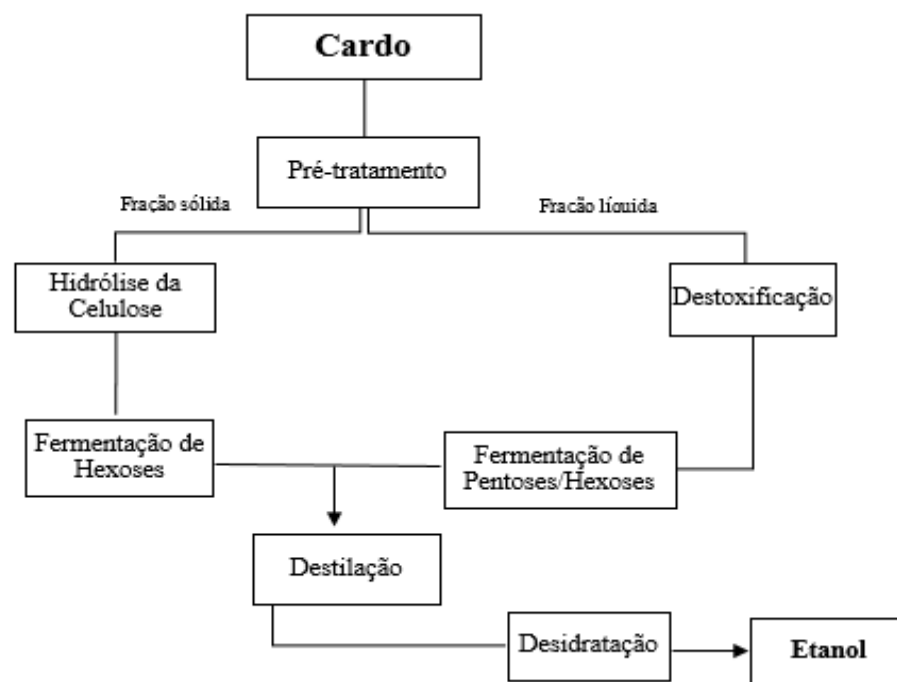 Cardo
Pré-tratamento
Fração sólida
Fracão líquida
Hidrólise da
Celulose
Destoxificação
Fermentação de
Hexoses
Fermentação de
Pentoses/Hexoses
Destilação
Desidratação
Etanol